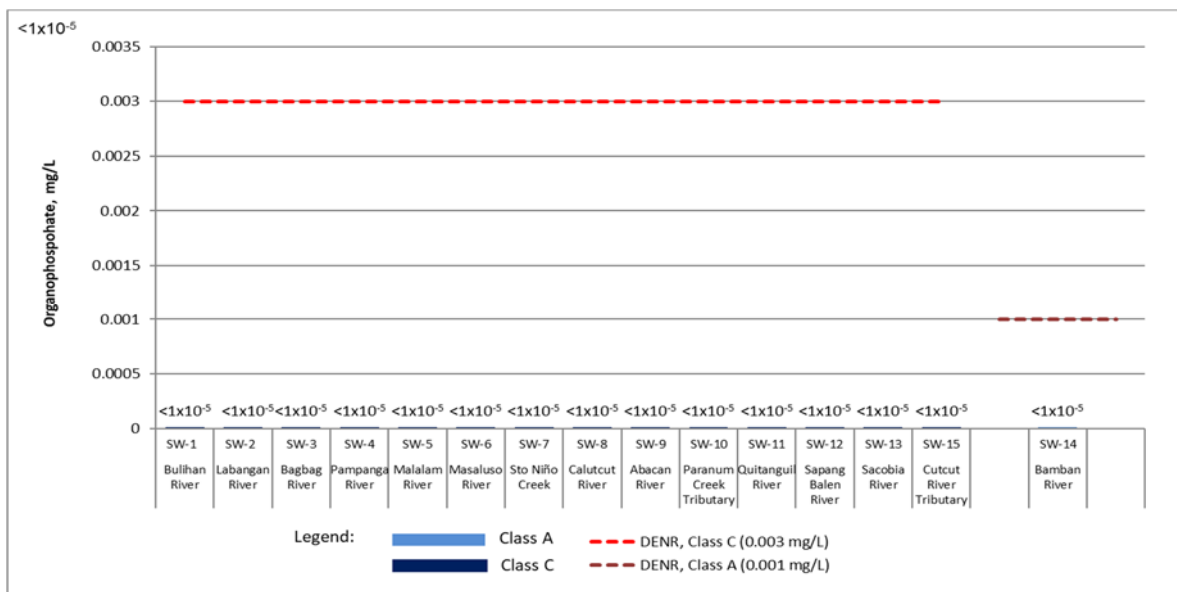 <1x10⁻⁵
0.0035
0.003
0.0025
0.002
0.0015
0.001
0.0005
0
Organophospohate, mg/L
<1x10⁻⁵ <1x10⁻⁵ <1x10⁻⁵ <1x10⁻⁵ <1x10⁻⁵ <1x10⁻⁵ <1x10⁻⁵ <1x10⁻⁵ <1x10⁻⁵ <1x10⁻⁵ <1x10⁻⁵ <1x10⁻⁵ <1x10⁻⁵ <1x10⁻⁵ <1x10⁻⁵
SW-1 SW-2 SW-3 SW-4 SW-5 SW-6 SW-7 SW-8 SW-9 SW-10 SW-11 SW-12 SW-13 SW-15 SW-14
Bulihan Labangan Bagbag Pampanga Malalam Masaluso Sto Niño Calutcut Abacan Paranum Quitanguil Sapang Sacobia Cutcut Bamban
River River River River River River Creek River River Creek River Balen River River River
Tributary River Tributary
Legend:
Class A
DENR, Class C (0.003 mg/L)
Class C
DENR, Class A (0.001 mg/L)